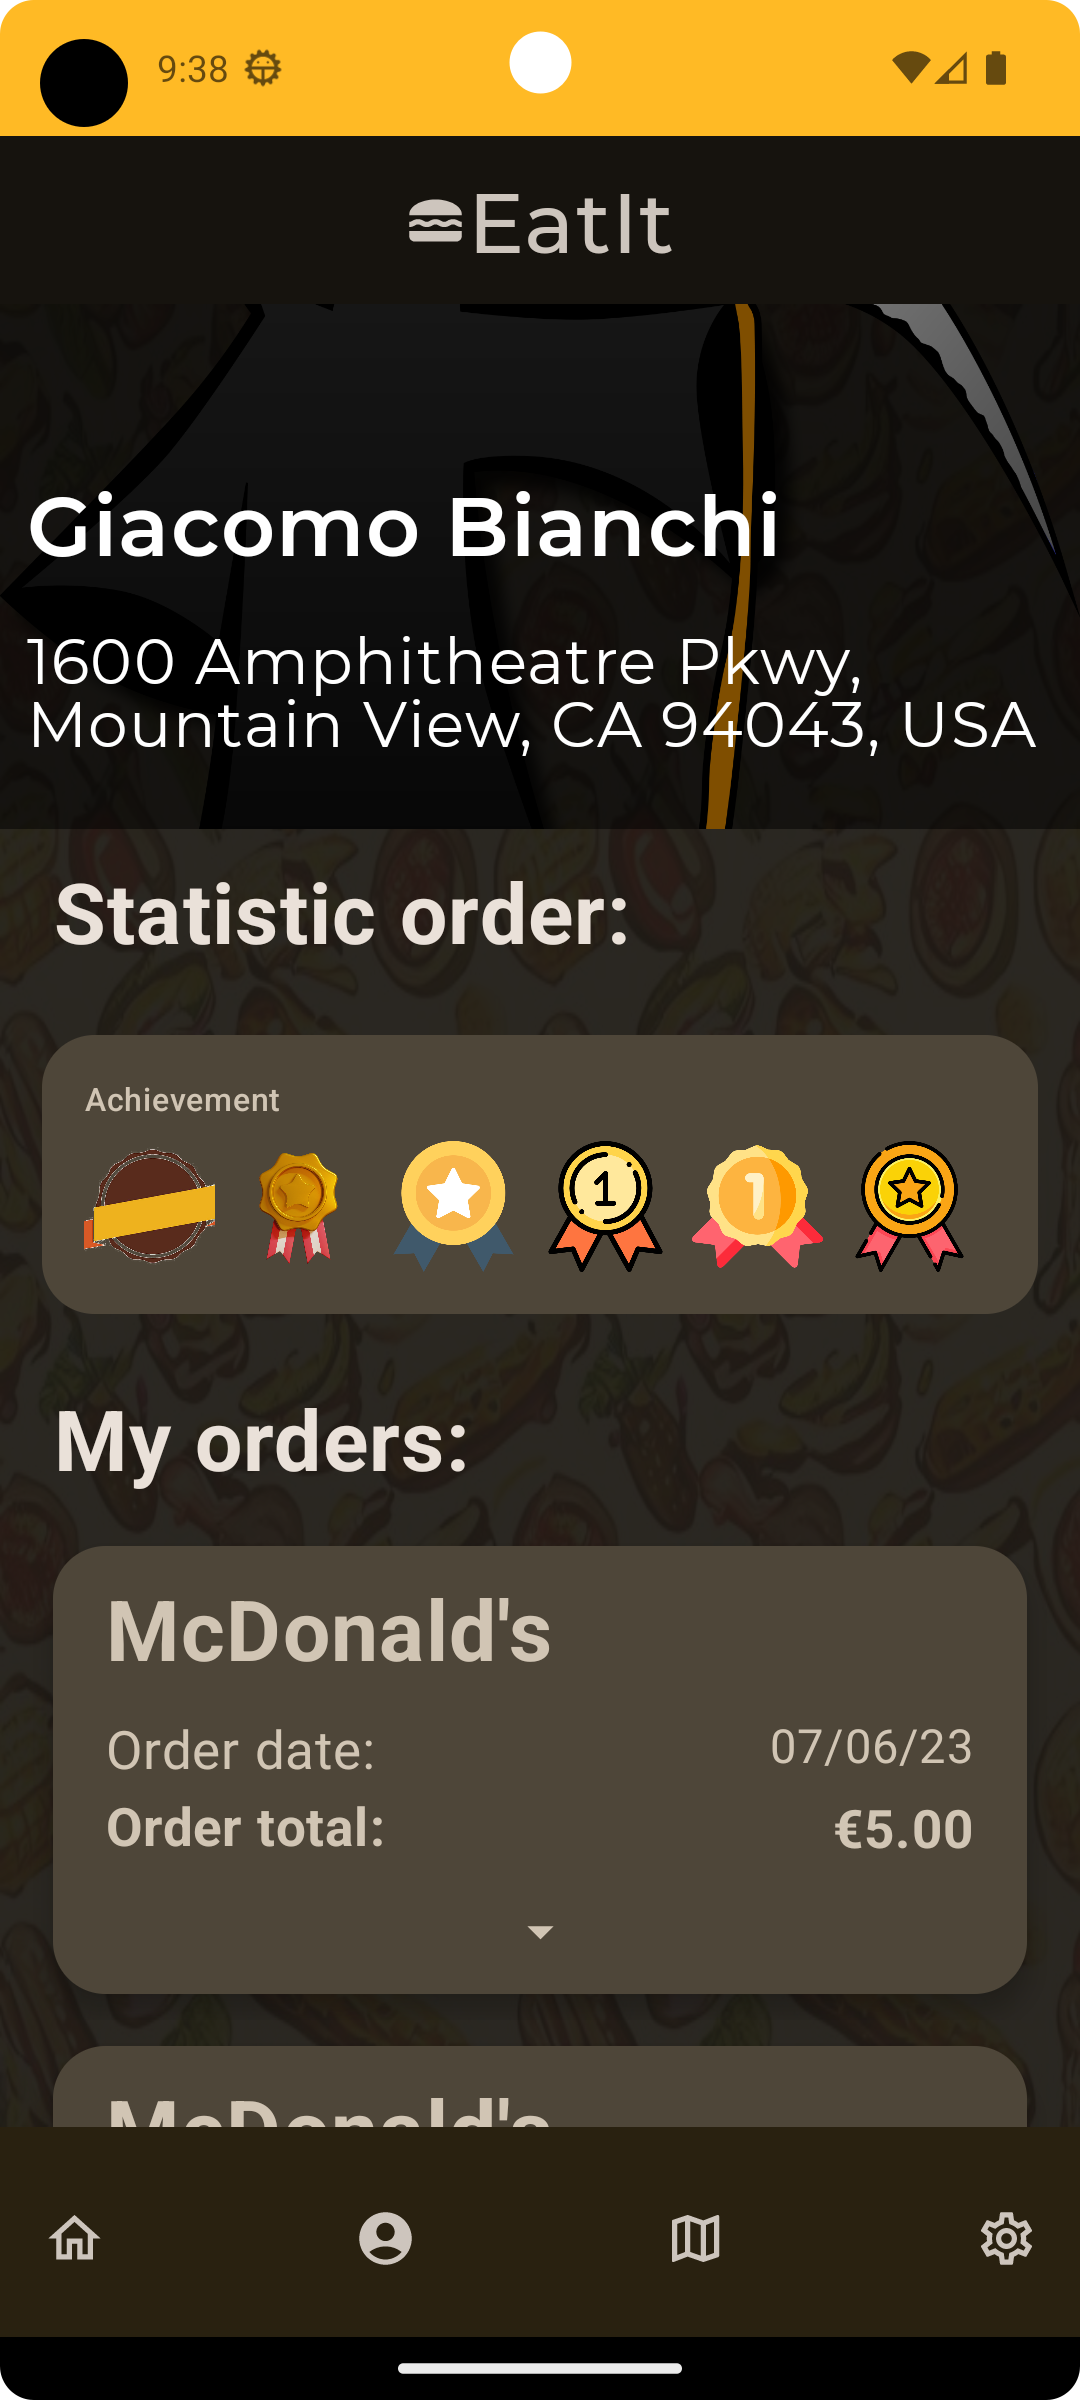 9:38
EatIt
Giacomo Bianchi
1600 Amphitheatre Pkwy,
Mountain View, CA 94043, USA
Statistic order:
Achievement
1
1
My orders:
McDonald's
Order date: 07/06/23
Order total: €5.00
McDonald's